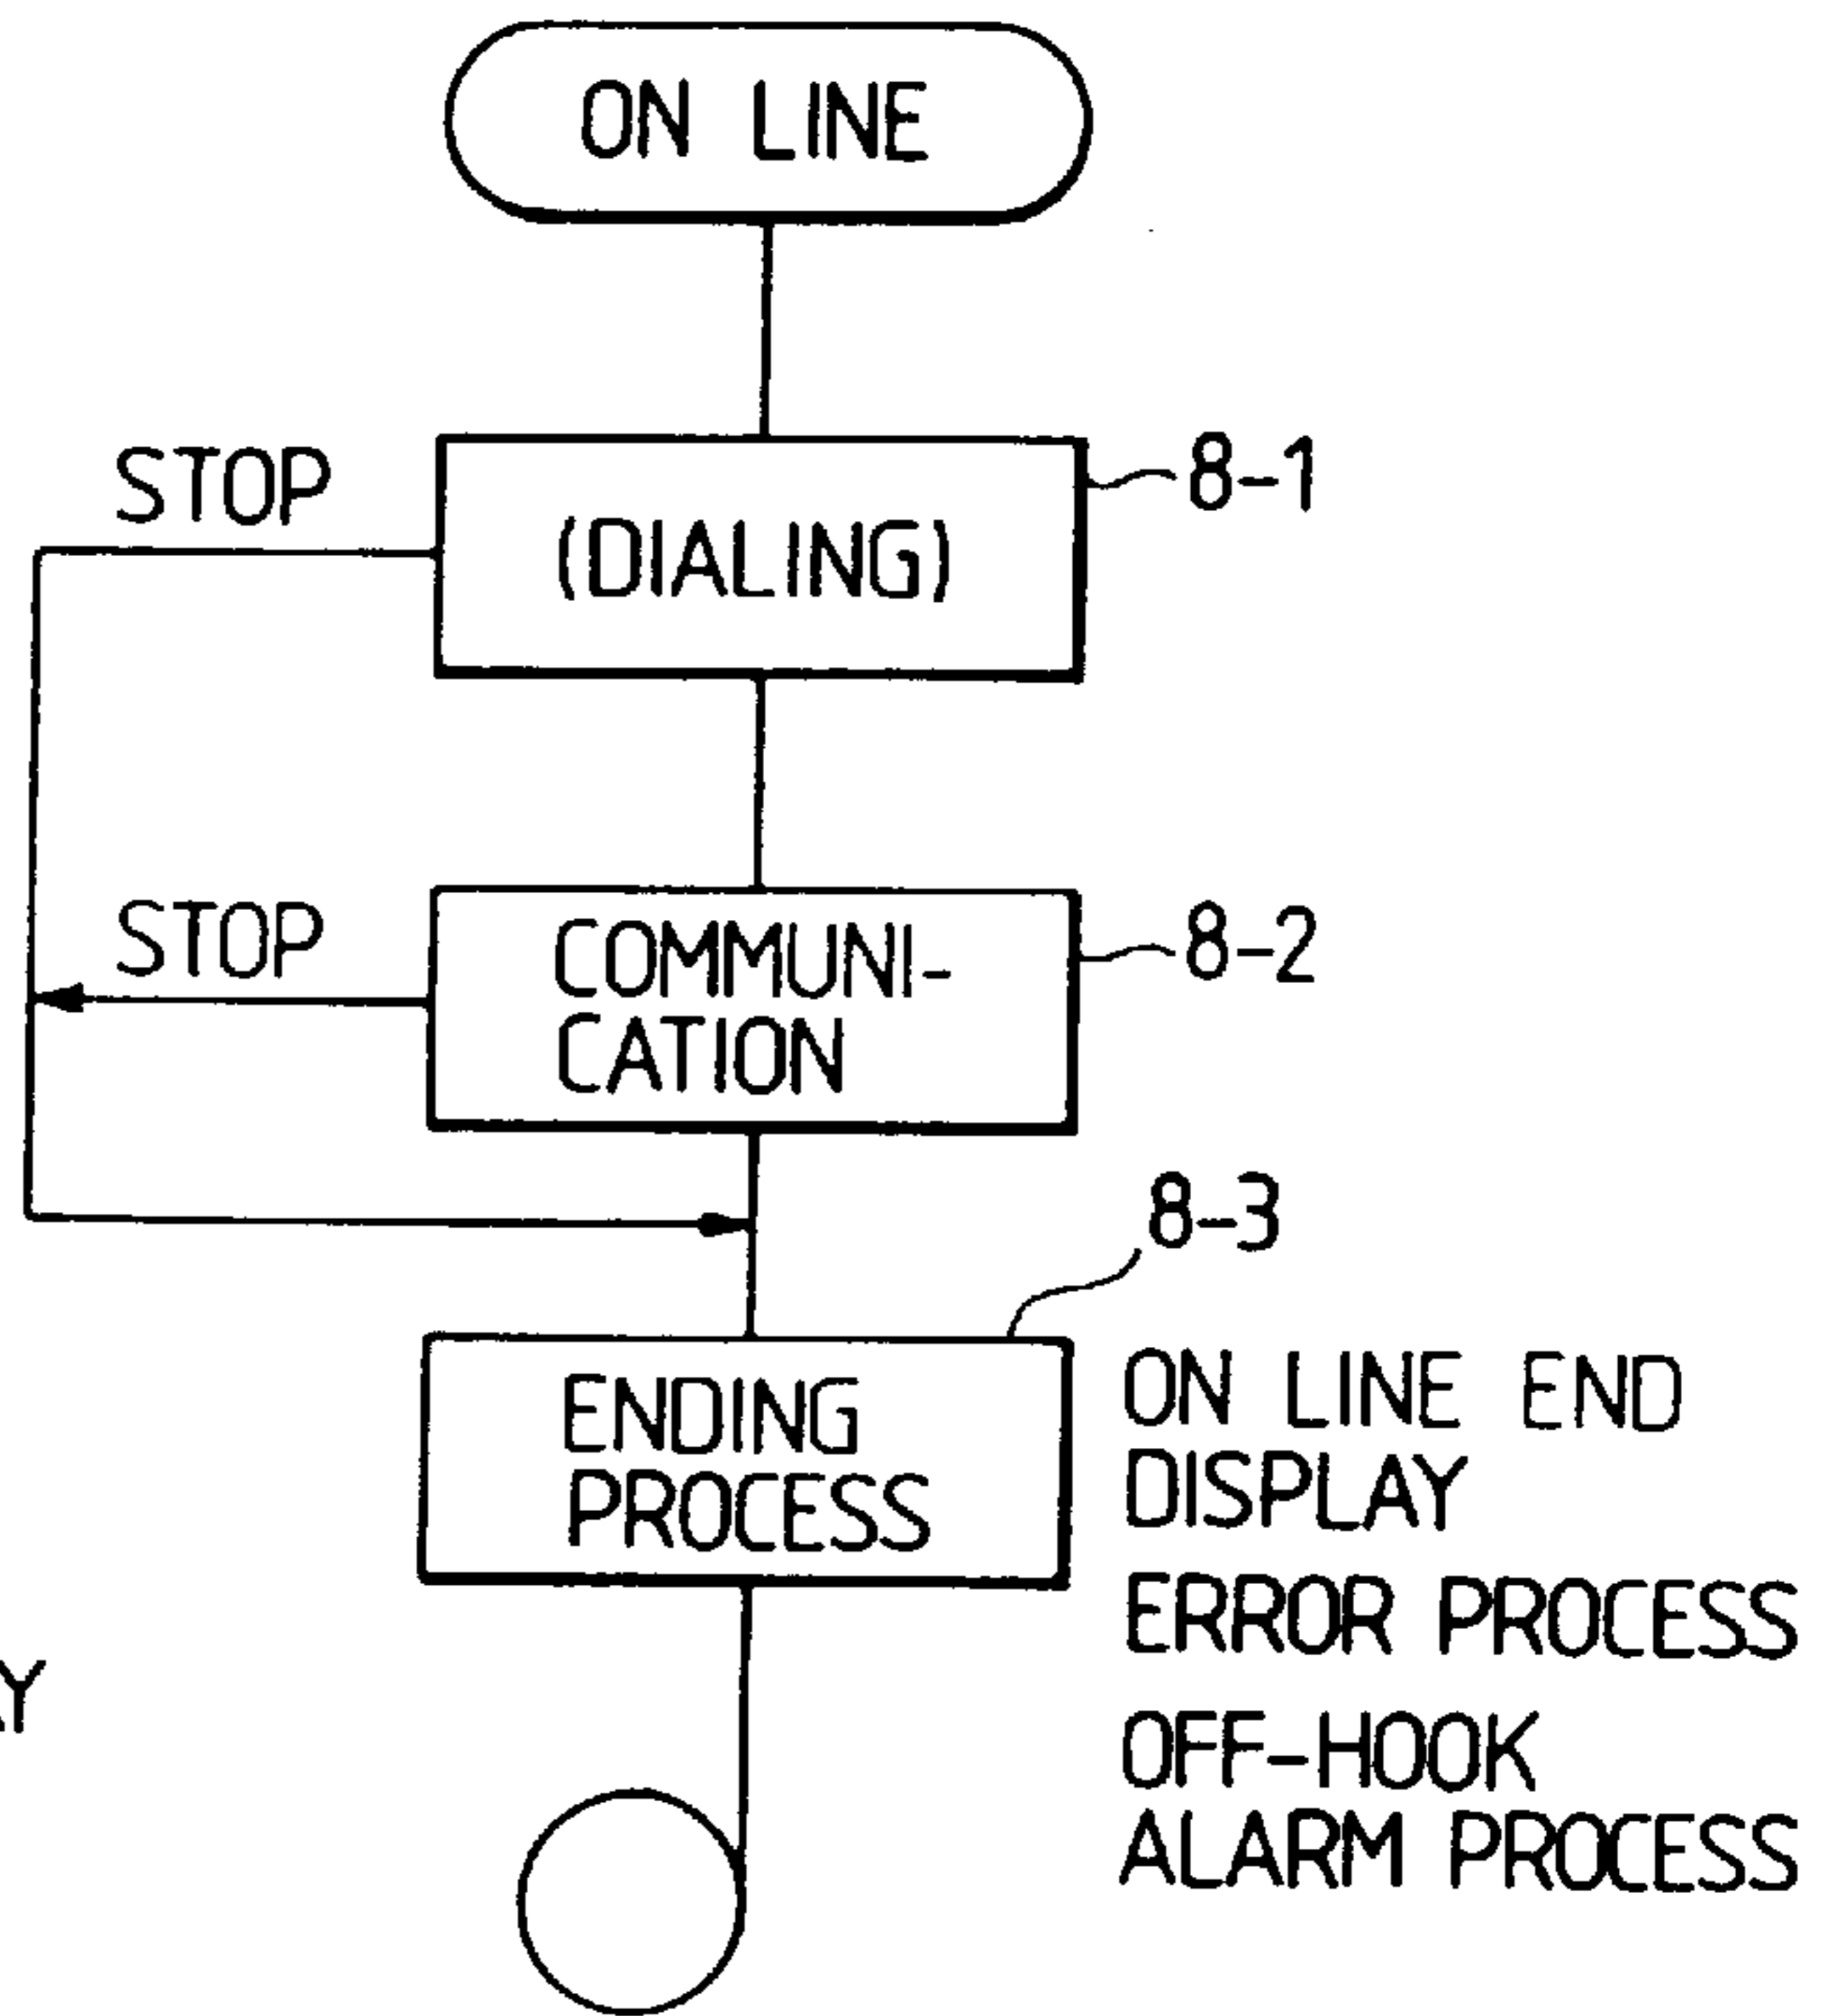 ON LINE
STOP
8-1
(DIALING)
STOP
8-2
COMMUNI-
CATION
8-3
ENDING
PROCESS
ON LINE END
DISPLAY
ERROR PROCESS
OFF-HOOK
ALARM PROCESS